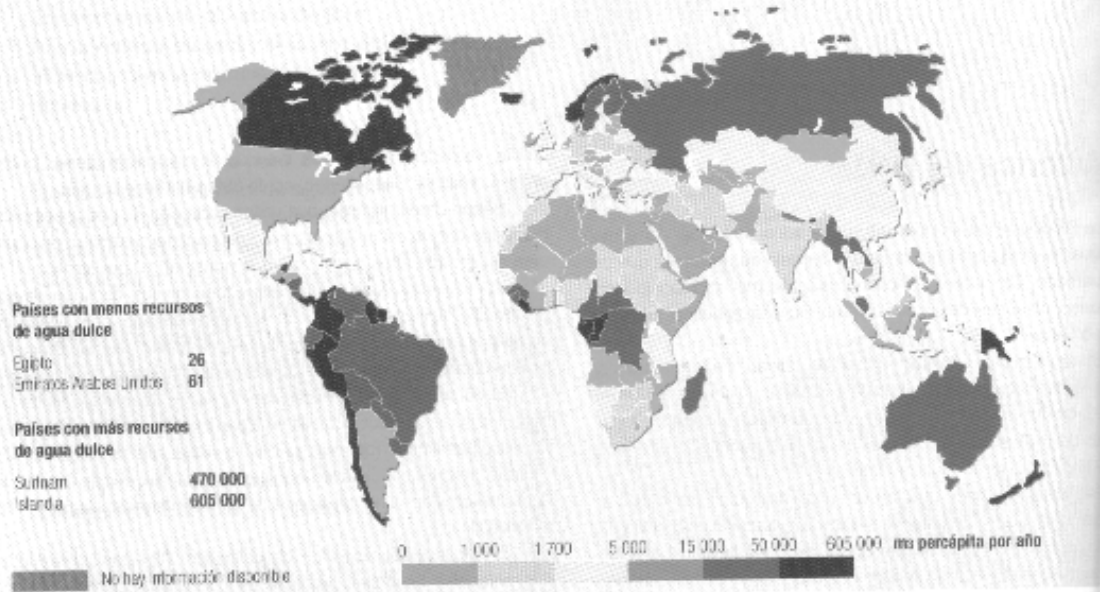 Países con menos recursos
de agua dulce
Egipto 26
Emiratos Árabes Unidos 61
Países con más recursos
de agua dulce
Surinam 470 000
Islandia 605 000
No hay información disponible
0 1 000 1 700 5 000 15 000 50 000 605 000 m3 percápita por año